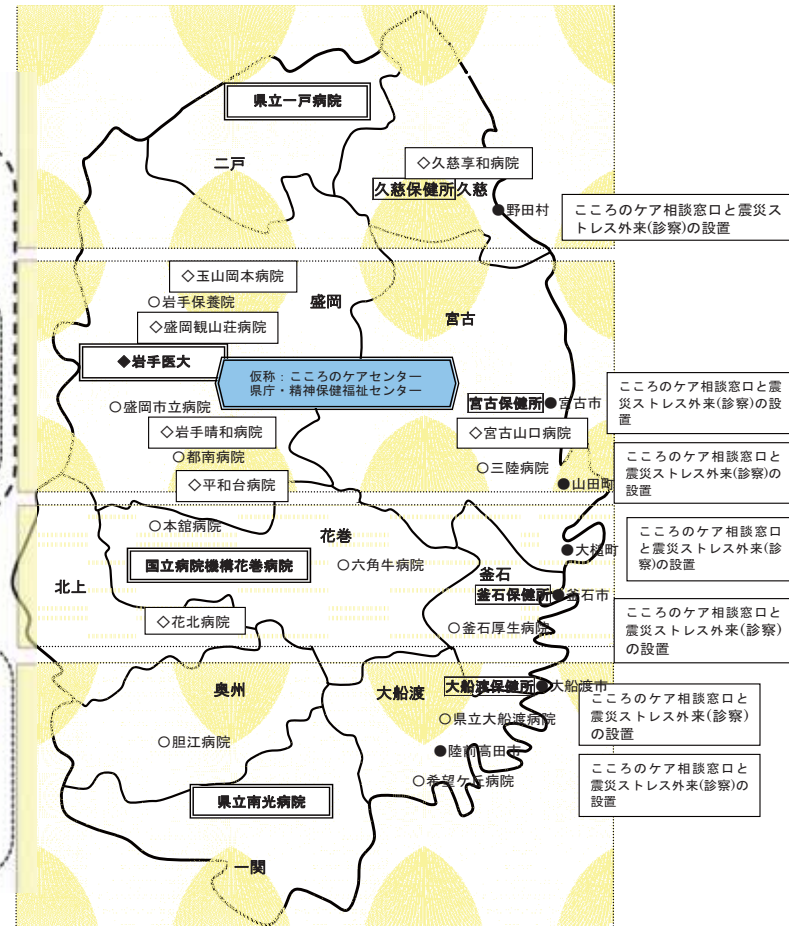 県立一戸病院
二戸
◇久慈享和病院
久慈保健所
久慈
●野田村
こころのケア相談窓口と震災ス
トレス外来(診察)の設置
◇玉山岡本病院
○岩手保養院
盛岡
◇盛岡観山荘病院
宮古
◆岩手医大
仮称：こころのケアセンター
県庁・精神保健福祉センター
○盛岡市立病院
宮古保健所
●宮古市
こころのケア相談窓口と震
災ストレス外来(診察)の設
置
◇岩手晴和病院
◇宮古山口病院
○都南病院
○三陸病院
◇平和台病院
●山田町
こころのケア相談窓口と
震災ストレス外来(診察)の
設置
○本舘病院
花巻
国立病院機構花巻病院
○六角牛病院
●大槌町
こころのケア相談窓口
と震災ストレス外来(診
察)の設置
北上
釜石
釜石保健所
●釜石市
◇花北病院
○釜石厚生病院
こころのケア相談窓口と
震災ストレス外来(診察)
の設置
奥州
大船渡
大船渡保健所
●大船渡市
こころのケア相談窓口と
震災ストレス外来(診察)
の設置
○県立大船渡病院
○胆江病院
●陸前高田市
○希望ケ丘病院
こころのケア相談窓口と
震災ストレス外来(診察)の
設置
県立南光病院
一関